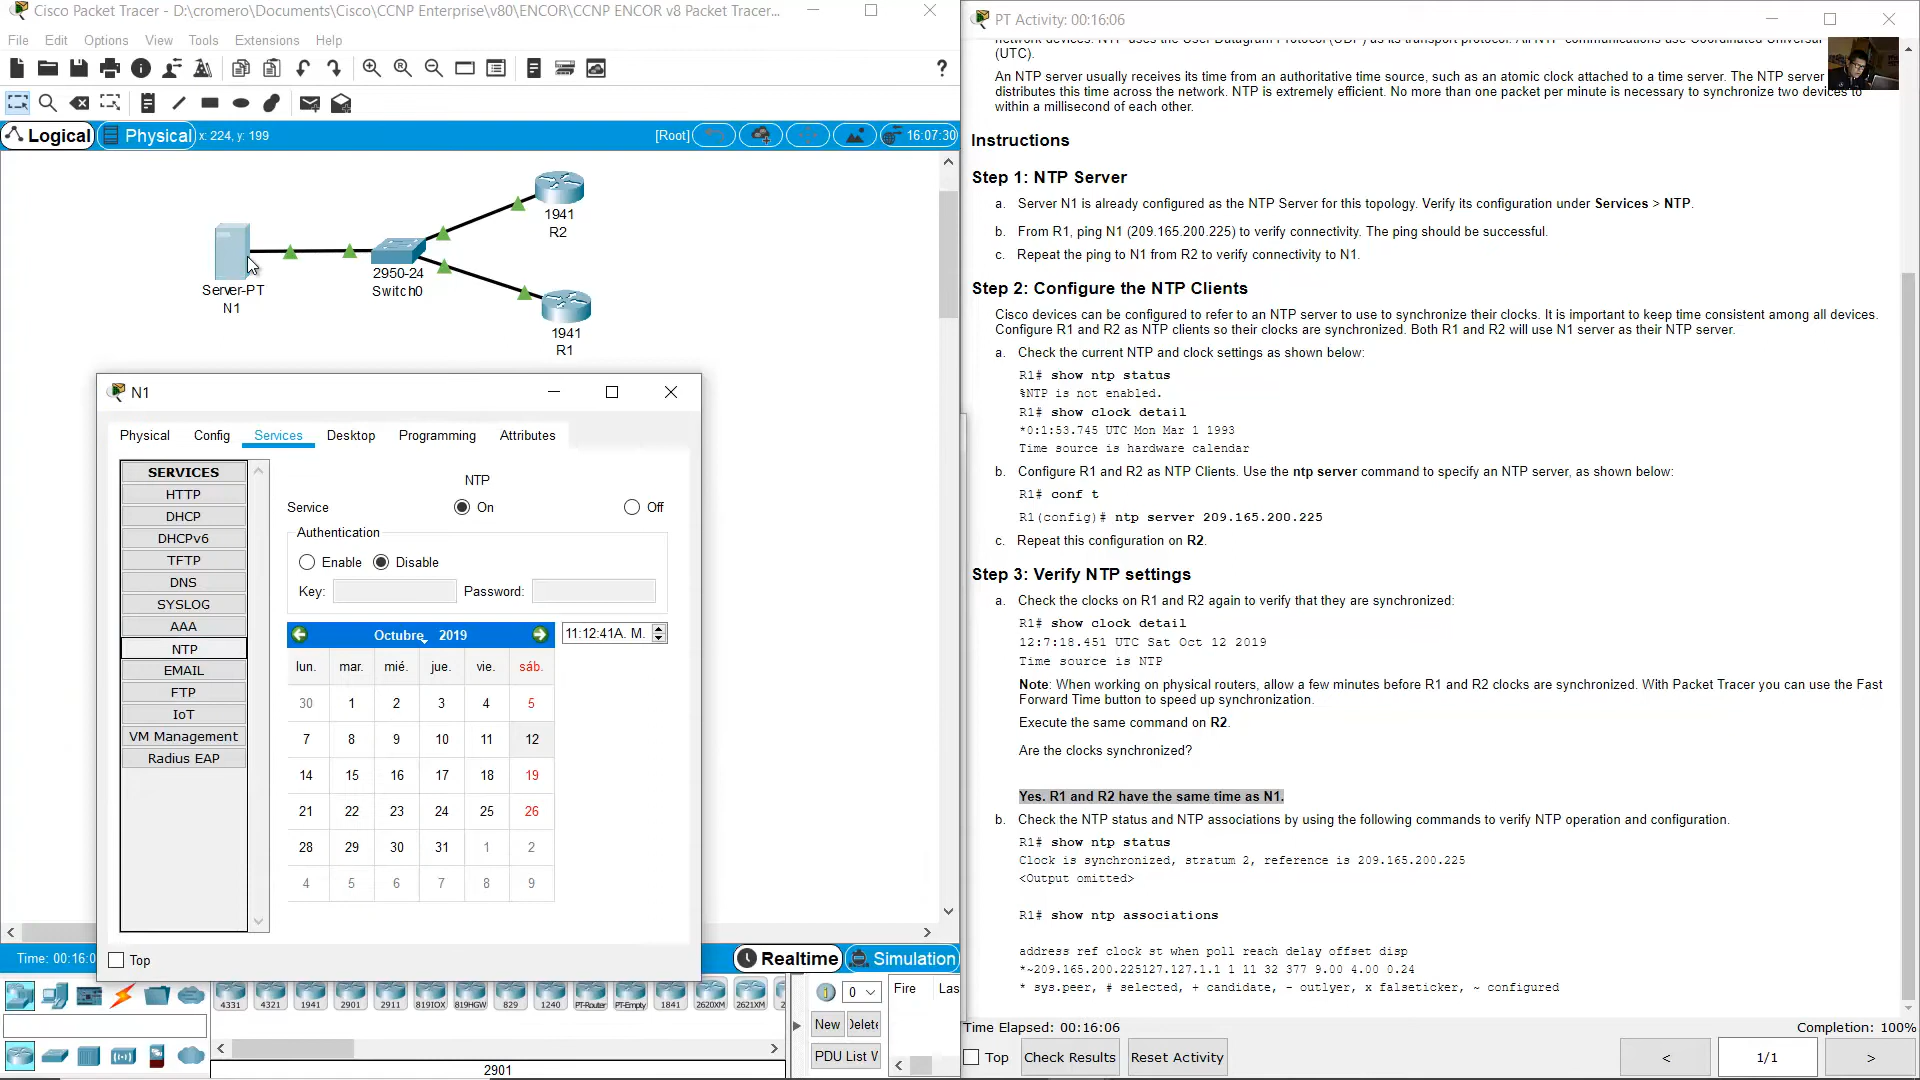 Cisco Packet Tracer - D:\cromero\Documents\Cisco\CCNP Enterprise\v80\ENCOR\CCNP ENCOR v8 Packet Tracer...
File Edit Options View Tools Extensions Help
Logical Physical x: 224, y: 199 [Root] 16:07:30
1941
R2
2950-24
Switch0
Server-PT
N1
1941
R1
N1
Physical Config Services Desktop Programming Attributes
SERVICES
HTTP
DHCP
DHCPv6
TFTP
DNS
SYSLOG
AAA
NTP
EMAIL
FTP
IoT
VM Management
Radius EAP
NTP
Service On Off
Authentication
Enable Disable
Key: Password:
Octubre 2019 11:12:41A. M.
lun. mar. mié. jue. vie. sáb.
30 1 2 3 4 5
7 8 9 10 11 12
14 15 16 17 18 19
21 22 23 24 25 26
28 29 30 31 1 2
4 5 6 7 8 9
Top
Time: 00:16:0
Realtime Simulation
4331 4321 1941 2901 2911 819IOX 819HGW 829 1240 PT-Router PT-Empty 1841 2620XM 2621XM
0 Fire Las
New Delete
PDU List W
2901
PT Activity: 00:16:06
network devices. NTP uses the User Datagram Protocol (UDP) as its transport protocol. All NTP communications use Coordinated Universal
(UTC).
An NTP server usually receives its time from an authoritative time source, such as an atomic clock attached to a time server. The NTP server
distributes this time across the network. NTP is extremely efficient. No more than one packet per minute is necessary to synchronize two devices to
within a millisecond of each other.
Instructions
Step 1: NTP Server
a. Server N1 is already configured as the NTP Server for this topology. Verify its configuration under Services > NTP.
b. From R1, ping N1 (209.165.200.225) to verify connectivity. The ping should be successful.
c. Repeat the ping to N1 from R2 to verify connectivity to N1.
Step 2: Configure the NTP Clients
Cisco devices can be configured to refer to an NTP server to use to synchronize their clocks. It is important to keep time consistent among all devices.
Configure R1 and R2 as NTP clients so their clocks are synchronized. Both R1 and R2 will use N1 server as their NTP server.
a. Check the current NTP and clock settings as shown below:
R1# show ntp status
%NTP is not enabled.
R1# show clock detail
*0:1:53.745 UTC Mon Mar 1 1993
Time source is hardware calendar
b. Configure R1 and R2 as NTP Clients. Use the ntp server command to specify an NTP server, as shown below:
R1# conf t
R1(config)# ntp server 209.165.200.225
c. Repeat this configuration on R2.
Step 3: Verify NTP settings
a. Check the clocks on R1 and R2 again to verify that they are synchronized:
R1# show clock detail
12:7:18.451 UTC Sat Oct 12 2019
Time source is NTP
Note: When working on physical routers, allow a few minutes before R1 and R2 clocks are synchronized. With Packet Tracer you can use the Fast
Forward Time button to speed up synchronization.
Execute the same command on R2.
Are the clocks synchronized?
Yes. R1 and R2 have the same time as N1.
b. Check the NTP status and NTP associations by using the following commands to verify NTP operation and configuration.
R1# show ntp status
Clock is synchronized, stratum 2, reference is 209.165.200.225
<Output omitted>
R1# show ntp associations
address ref clock st when poll reach delay offset disp
*~209.165.200.225127.127.1.1 1 11 32 377 9.00 4.00 0.24
* sys.peer, # selected, + candidate, - outlyer, x falseticker, ~ configured
Time Elapsed: 00:16:06 Completion: 100%
Top Check Results Reset Activity < 1/1 >